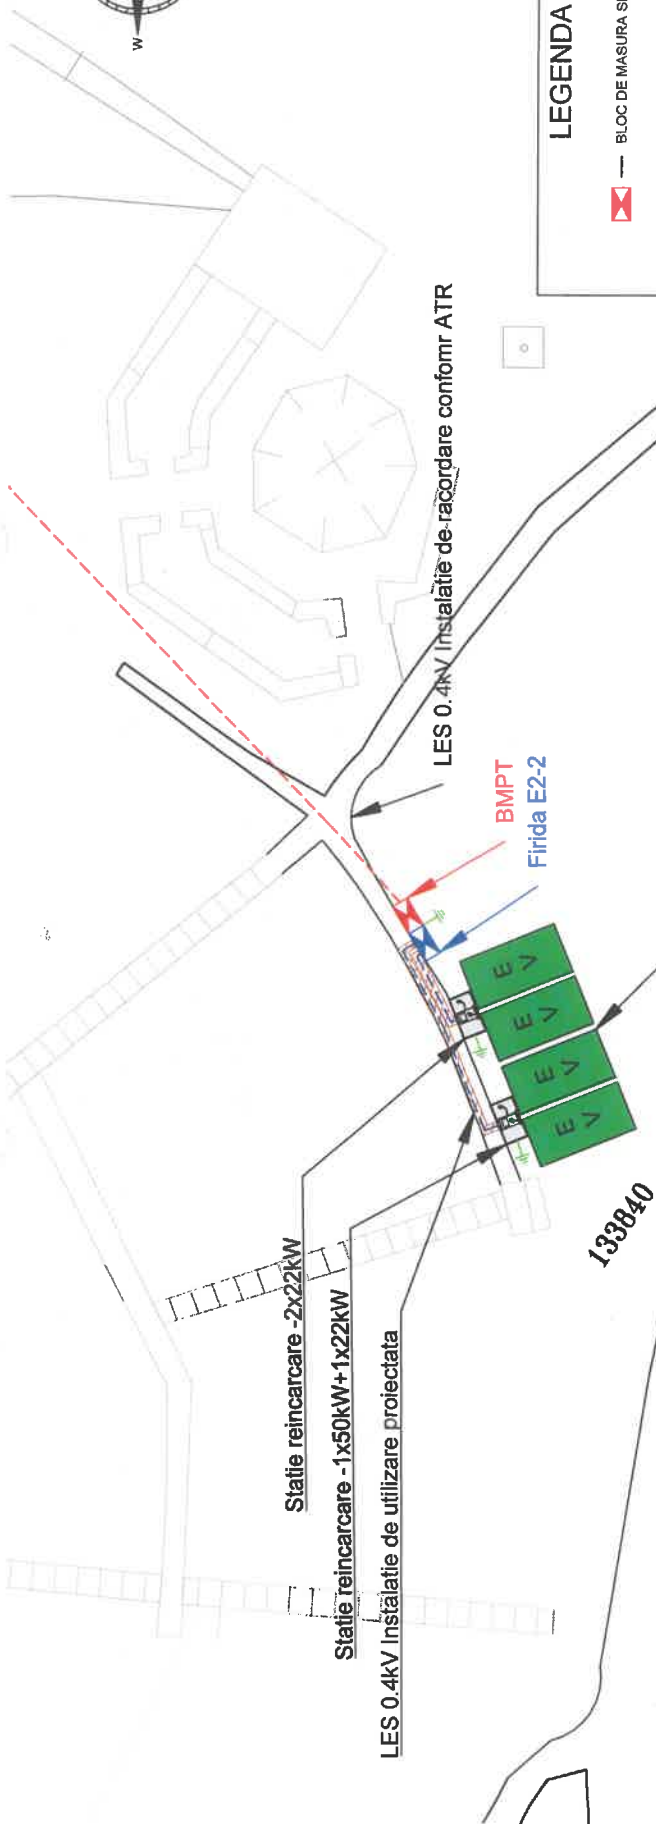 W
LEGENDA
BLOC DE MASURA
LES 0.4kV Instalatie de racordare confomr ATR
BMPT
Firida E2-2
E V
E V
E V
E V
Statie reincarcare -2x22kW
Statie reincarcare -1x50kW+1x22kW
LES 0.4kV Instalatie de utilizare proiectata
133840